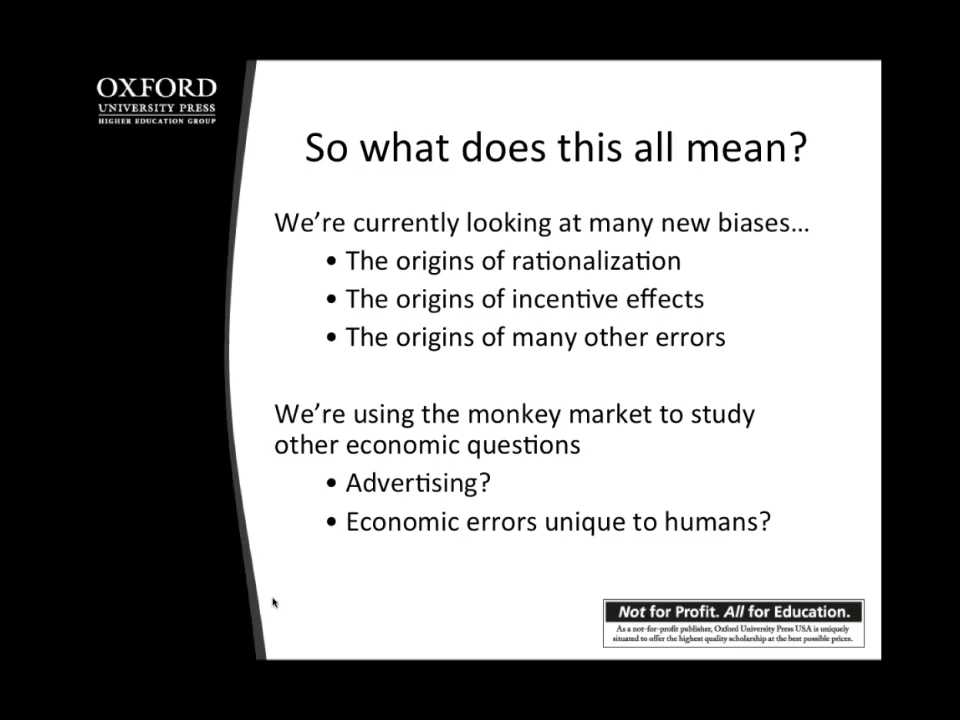 OXFORD
UNIVERSITY PRESS
HIGHER EDUCATION GROUP
So what does this all mean?
We’re currently looking at many new biases…
• The origins of rationalization
• The origins of incentive effects
• The origins of many other errors
We’re using the monkey market to study
other economic questions
• Advertising?
• Economic errors unique to humans?
Not for Profit. All for Education.
As a not-for-profit publisher, Oxford University Press USA is uniquely
situated to offer the highest quality scholarship at the best possible prices.